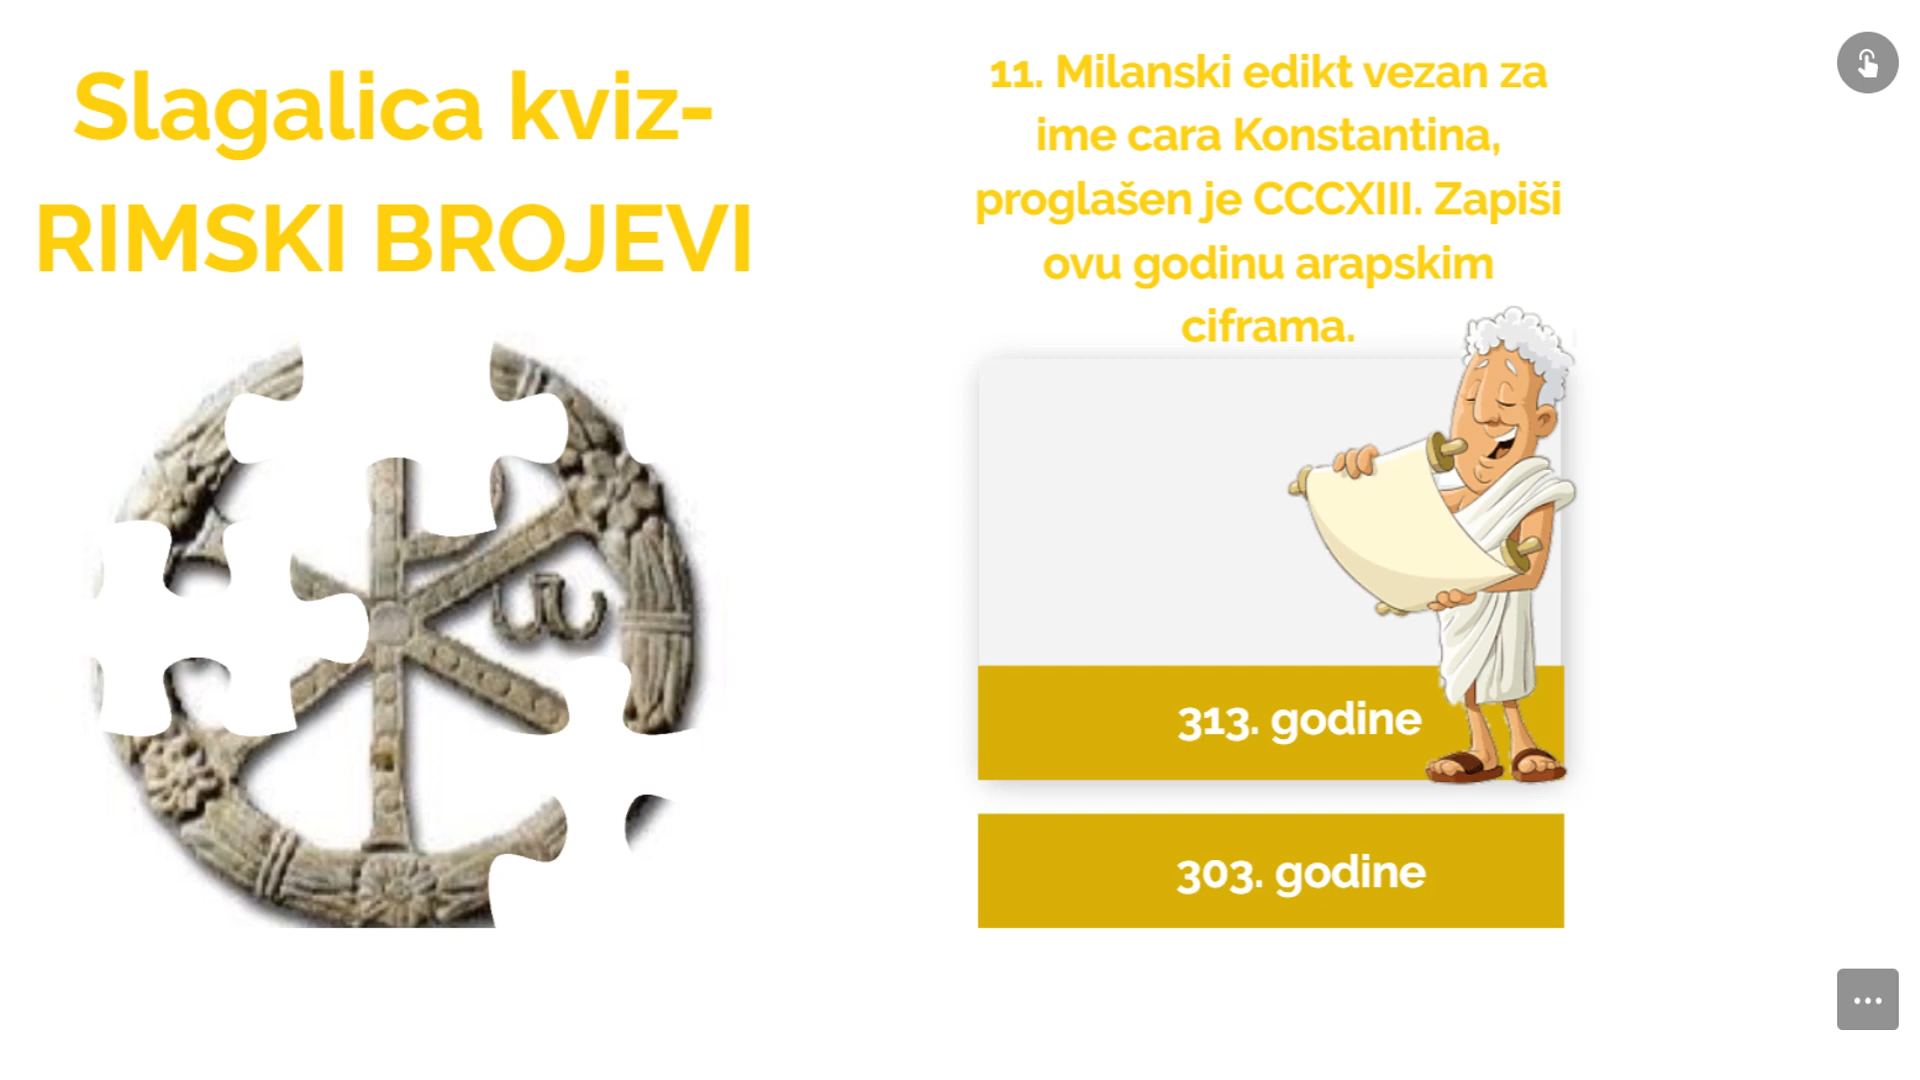 Slagalica kviz-
RIMSKI BROJEVI
11. Milanski edikt vezan za
ime cara Konstantina,
proglašen je CCCXIII. Zapiši
ovu godinu arapskim
ciframa.
313. godine
303. godine